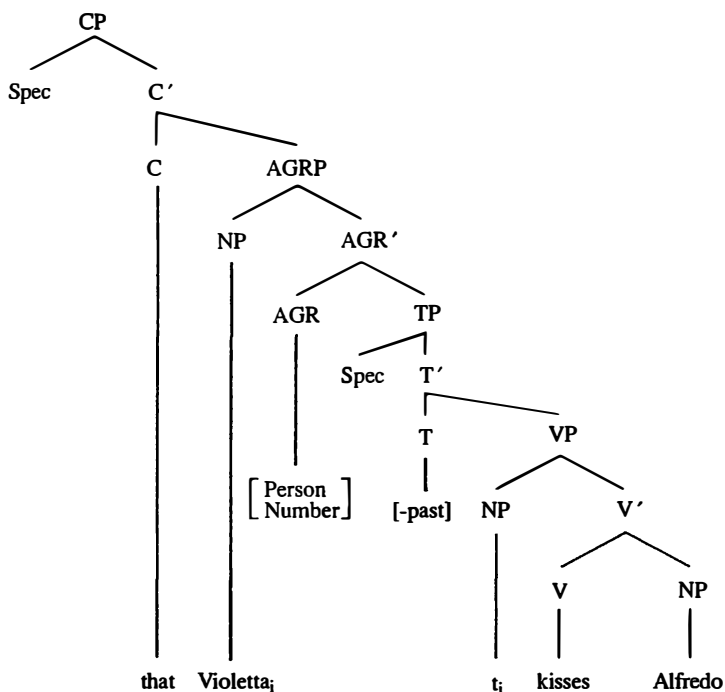 CP
Spec C′
C AGRP
NP AGR′
AGR TP
Spec T′
T VP
[Person Number] [-past] NP V′
V NP
that Violettaᵢ tᵢ kisses Alfredo